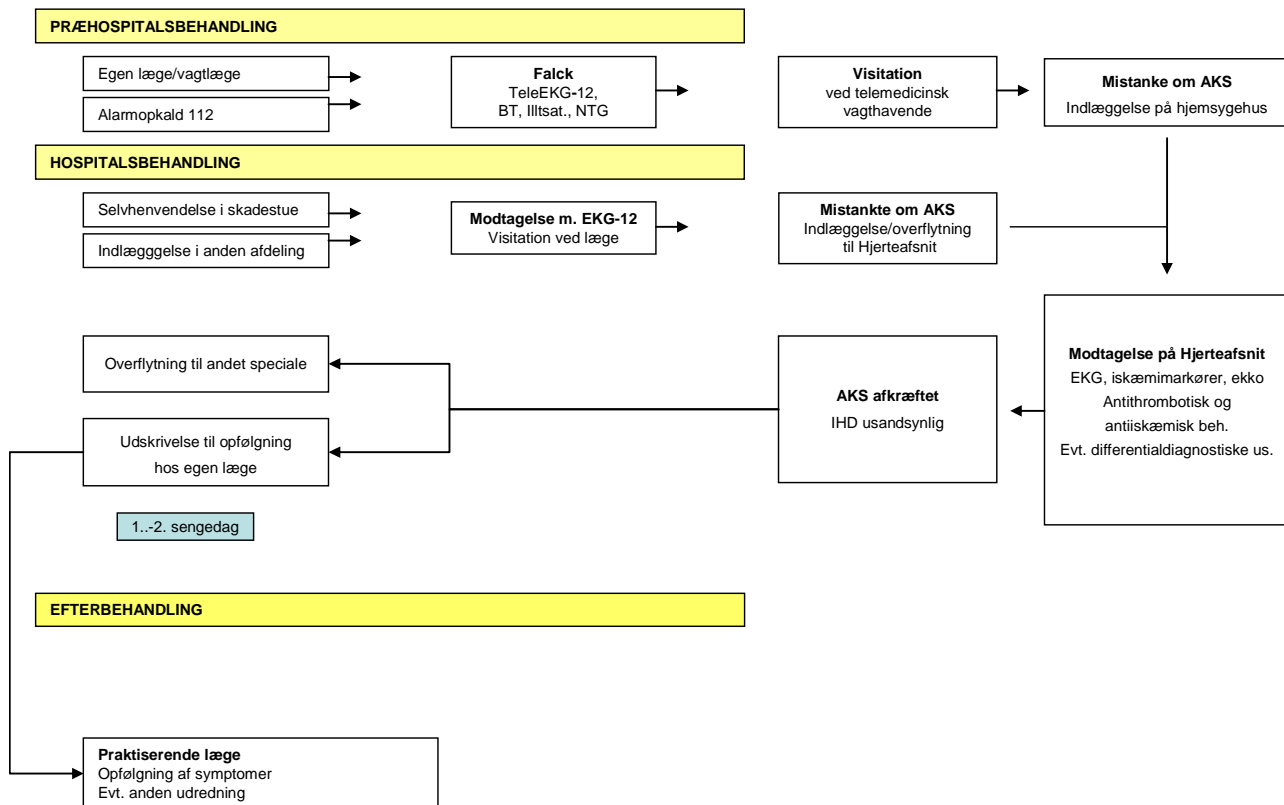 PRÆHOSPITALSBEHANDLING
Egen læge/vagtlæge
Alarmopkald 112
Falck
TeleEKG-12,
BT, Illtsat., NTG
Visitation
ved telemedicinsk
vagthavende
Mistanke om AKS
Indlæggelse på hjemsygehus
HOSPITALSBEHANDLING
Selvhenvendelse i skadestue
Indlægggelse i anden afdeling
Modtagelse m. EKG-12
Visitation ved læge
Mistankte om AKS
Indlæggelse/overflytning
til Hjerteafsnit
Modtagelse på Hjerteafsnit
EKG, iskæmimarkører, ekko
Antithrombotisk og
antiiskæmisk beh.
Evt. differentialdiagnostiske us.
AKS afkræftet
IHD usandsynlig
Overflytning til andet speciale
Udskrivelse til opfølgning
hos egen læge
1..-2. sengedag
EFTERBEHANDLING
Praktiserende læge
Opfølgning af symptomer
Evt. anden udredning